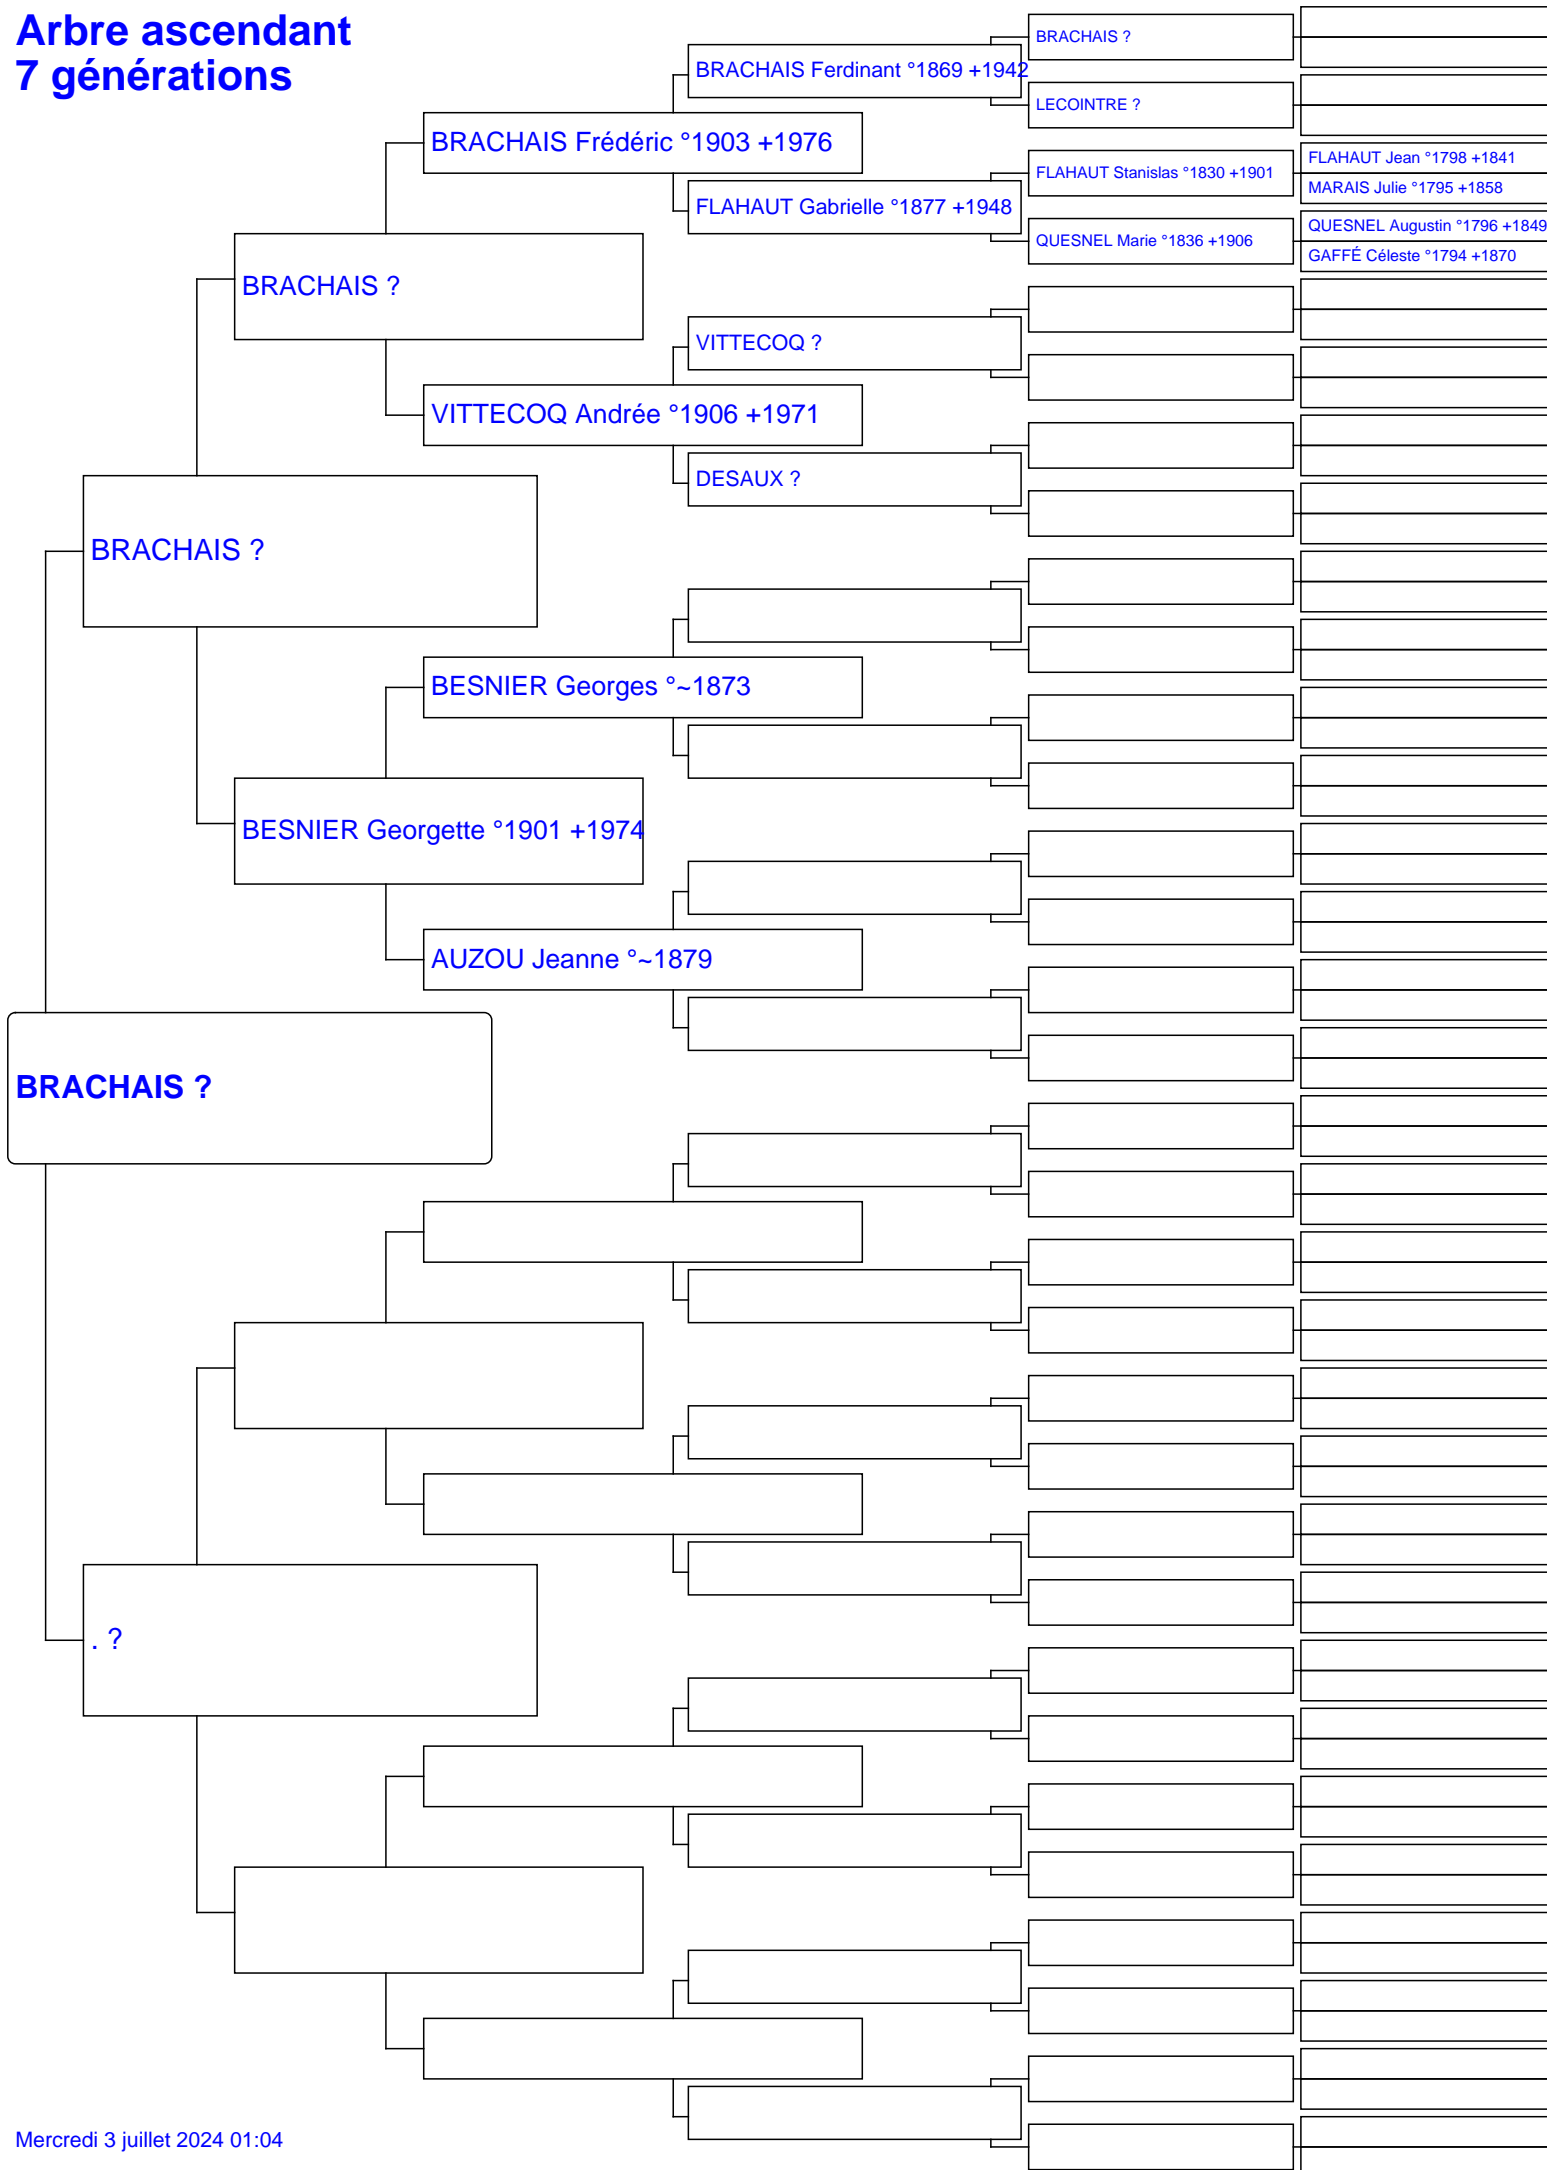 Arbre ascendant
7 générations
BRACHAIS ?
BRACHAIS Ferdinant °1869 +1942
LECOINTRE ?
BRACHAIS Frédéric °1903 +1976
FLAHAUT Jean °1798 +1841
FLAHAUT Stanislas °1830 +1901
MARAIS Julie °1795 +1858
FLAHAUT Gabrielle °1877 +1948
QUESNEL Augustin °1796 +1849
QUESNEL Marie °1836 +1906
GAFFÉ Céleste °1794 +1870
BRACHAIS ?
VITTECOQ ?
VITTECOQ Andrée °1906 +1971
DESAUX ?
BRACHAIS ?
BESNIER Georges °~1873
BESNIER Georgette °1901 +1974
AUZOU Jeanne °~1879
BRACHAIS ?
. ?
Mercredi 3 juillet 2024 01:04